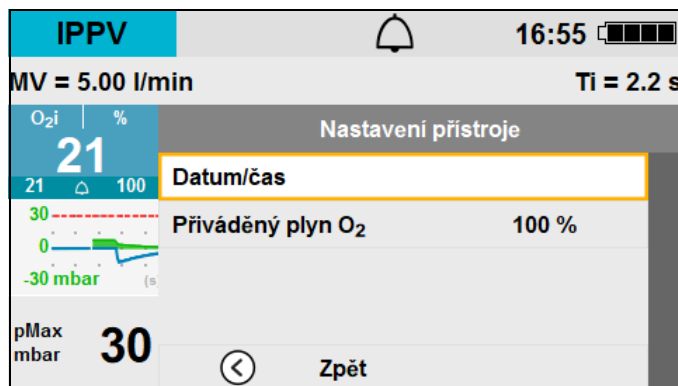 IPPV 16:55
MV = 5.00 l/min Ti = 2.2 s
O₂i %
21
21 100
Nastavení přístroje
Datum/čas
Přiváděný plyn O₂ 100 %
30
0
-30 mbar (s
pMax
mbar 30
Zpět